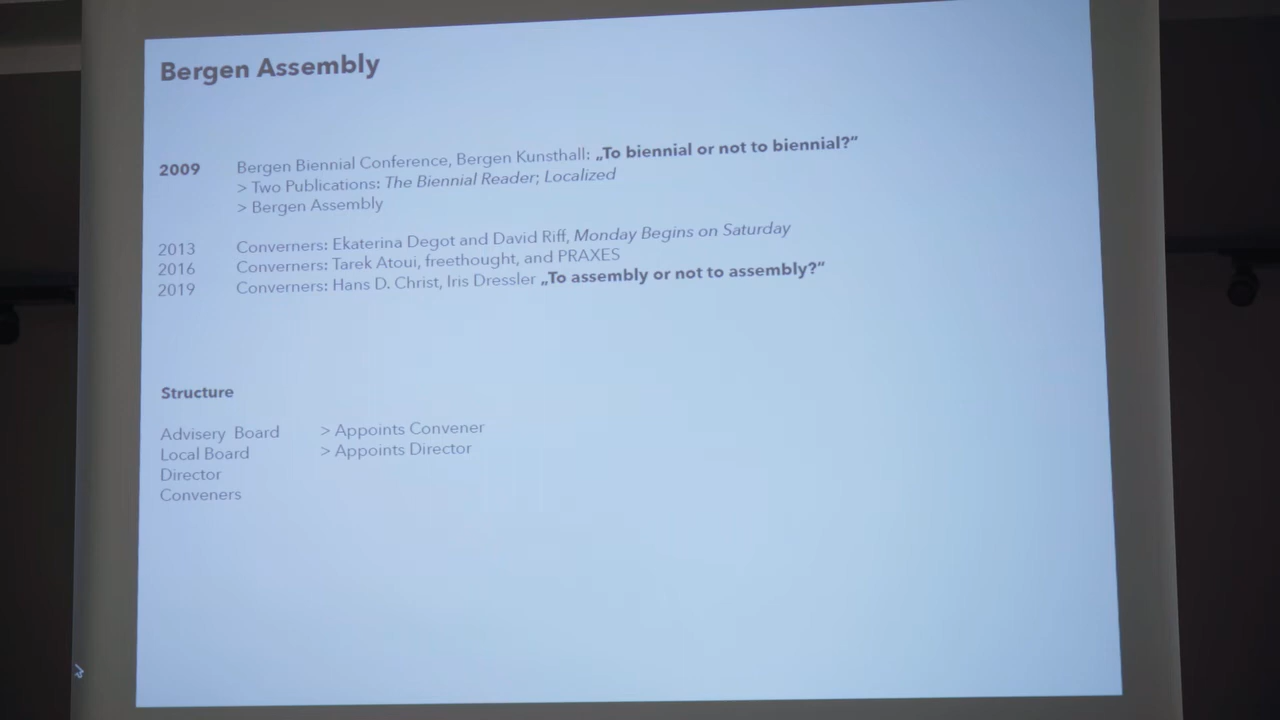 Bergen Assembly
2009 Bergen Biennial Conference, Bergen Kunsthall: „To biennial or not to biennial?“
> Two Publications: The Biennial Reader; Localized
> Bergen Assembly
2013 Converners: Ekaterina Degot and David Riff, Monday Begins on Saturday
2016 Converners: Tarek Atoui, freethought, and PRAXES
2019 Converners: Hans D. Christ, Iris Dressler „To assembly or not to assembly?“
Structure
Advisery Board > Appoints Convener
Local Board > Appoints Director
Director
Conveners